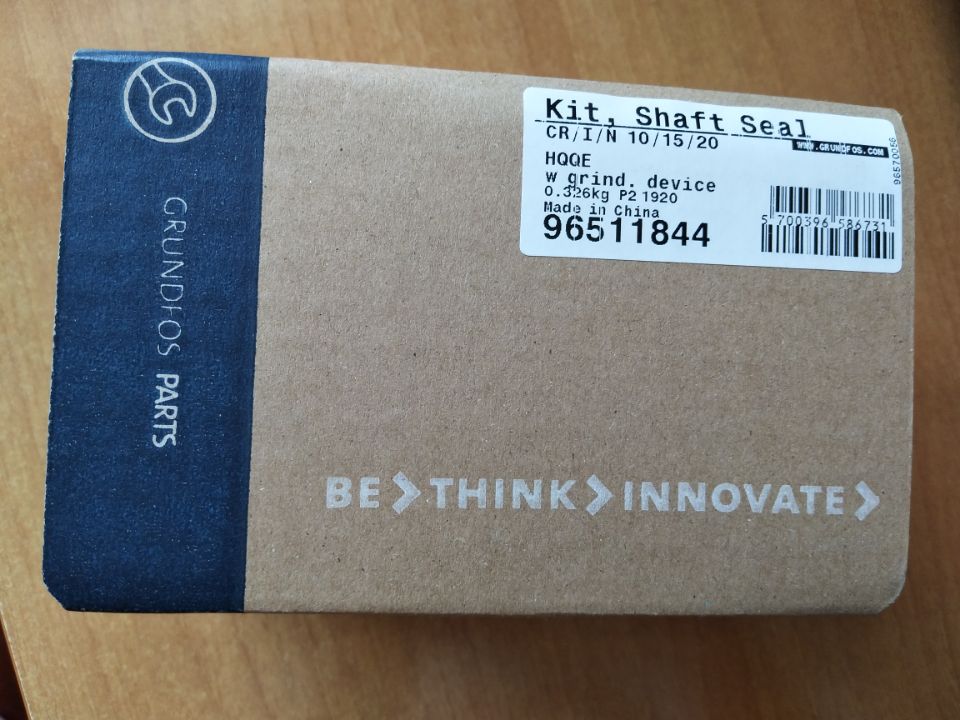 Kit, Shaft Seal
CR/I/N 10/15/20
WWW.GRUNDFOS.COM
HQQE
w grind. device
0.326kg P2 1920
Made in China
96511844
5 700396 586731
96570056
GRUNDFOS PARTS
BE>THINK>INNOVATE>